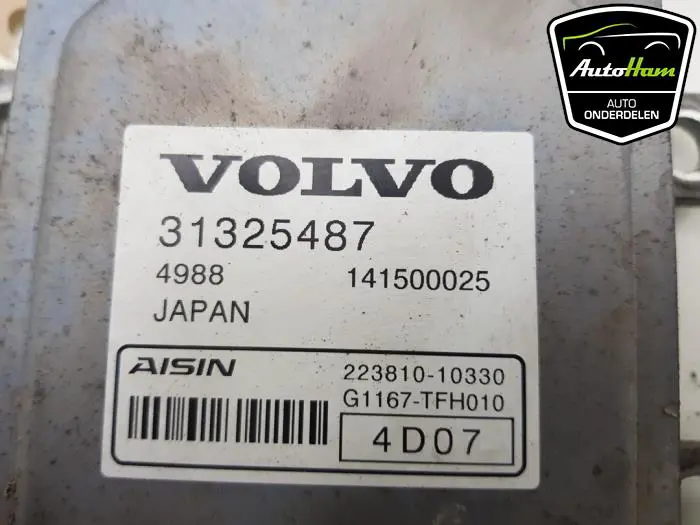 AutoHam
AUTO
ONDERDELEN
VOLVO
31325487
4988 141500025
JAPAN
AISIN 223810-10330
G1167-TFH010
4D07